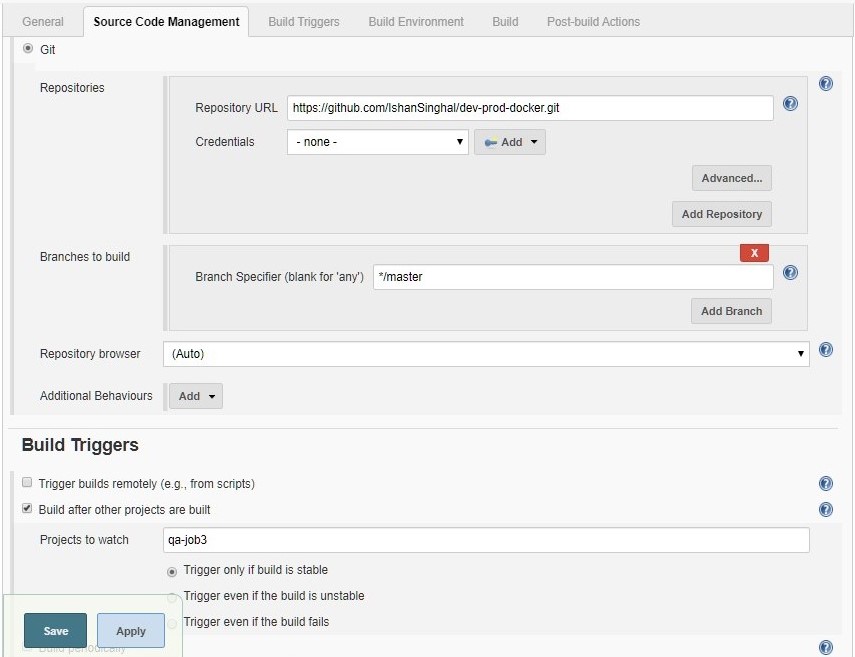 General Source Code Management Build Triggers Build Environment Build Post-build Actions
Git
Repositories
Repository URL https://github.com/IshanSinghal/dev-prod-docker.git
Credentials - none - Add
Advanced...
Add Repository
Branches to build
X
Branch Specifier (blank for 'any') */master
Add Branch
Repository browser (Auto)
Additional Behaviours Add
Build Triggers
Trigger builds remotely (e.g., from scripts)
Build after other projects are built
Projects to watch qa-job3
Trigger only if build is stable
Trigger even if the build is unstable
Trigger even if the build fails
Save Apply
Build periodically